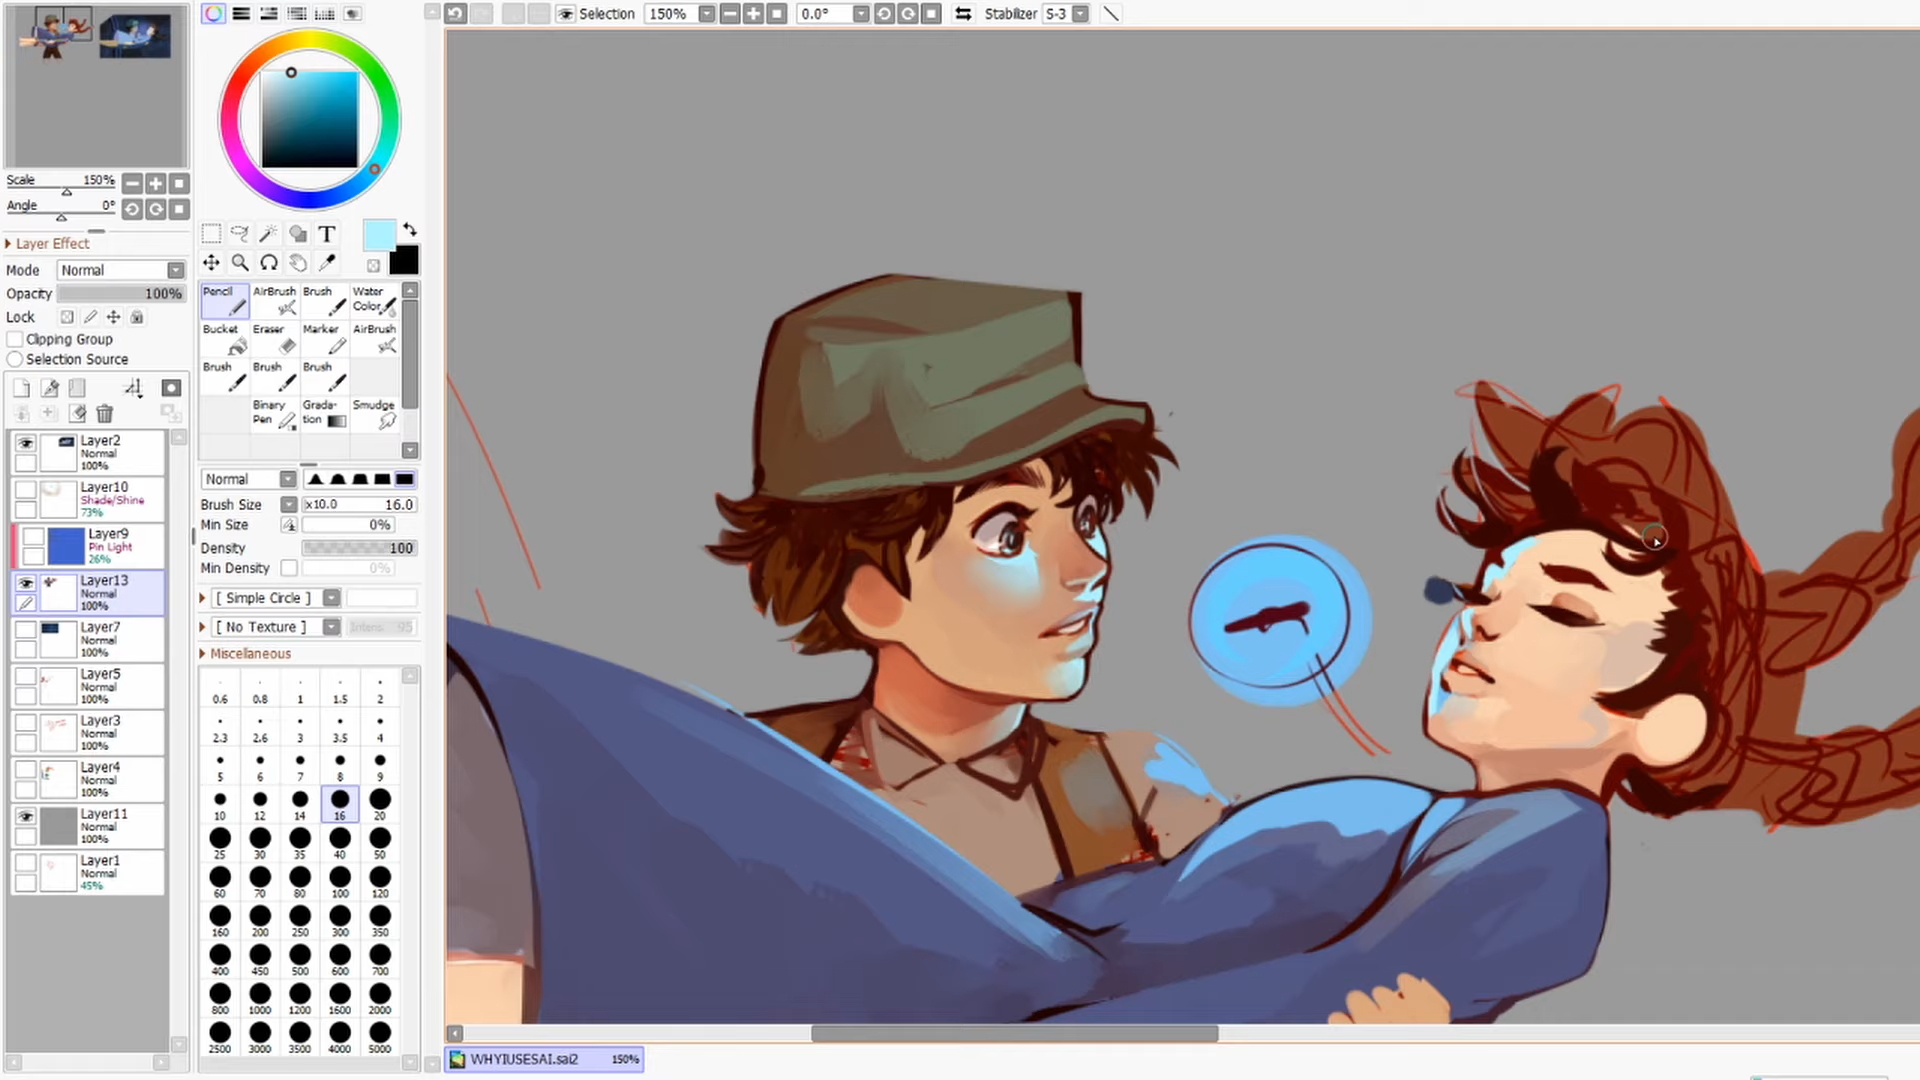 Selection 150% 0.0° Stabilizer S-3
Scale 150%
Angle 0°
Layer Effect
Mode Normal
Opacity 100%
Lock
Clipping Group
Selection Source
Layer2
Normal
100%
Layer10
Shade/Shine
73%
Layer9
Pin Light
26%
Layer13
Normal
100%
Layer7
Normal
100%
Layer5
Normal
100%
Layer3
Normal
100%
Layer4
Normal
100%
Layer11
Normal
100%
Layer1
Normal
45%
T
Pencil AirBrush Brush Water Color
Bucket Eraser Marker AirBrush
Brush Brush Brush
Binary Pen Grada-tion Smudge
Normal
Brush Size x10.0 16.0
Min Size 0%
Density 100
Min Density 0%
[ Simple Circle ]
[ No Texture ] Intens. 95
Miscellaneous
0.6 0.8 1 1.5 2
2.3 2.6 3 3.5 4
5 6 7 8 9
10 12 14 16 20
25 30 35 40 50
60 70 80 100 120
160 200 250 300 350
400 450 500 600 700
800 1000 1200 1600 2000
2500 3000 3500 4000 5000
WHYIUSESAI.sai2 150%